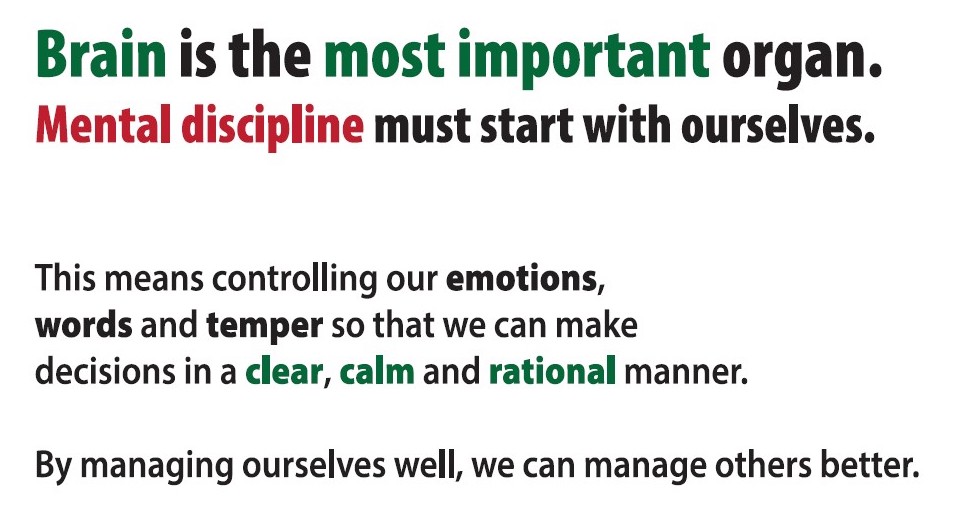 Brain is the most important organ.
Mental discipline must start with ourselves.
This means controlling our emotions,
words and temper so that we can make
decisions in a clear, calm and rational manner.
By managing ourselves well, we can manage others better.